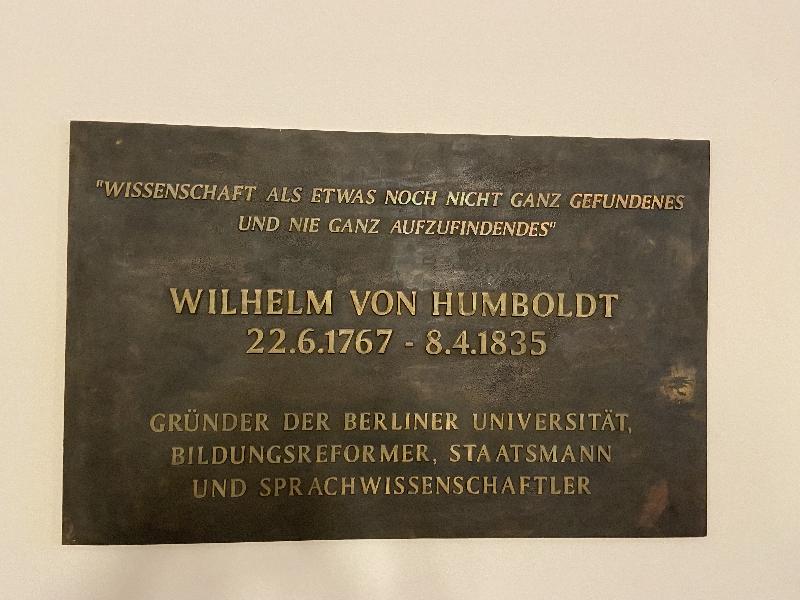 "WISSENSCHAFT ALS ETWAS NOCH NICHT GANZ GEFUNDENES
UND NIE GANZ AUFZUFINDENDES"
WILHELM VON HUMBOLDT
22.6.1767 - 8.4.1835
GRÜNDER DER BERLINER UNIVERSITÄT,
BILDUNGSREFORMER, STAATSMANN
UND SPRACHWISSENSCHAFTLER